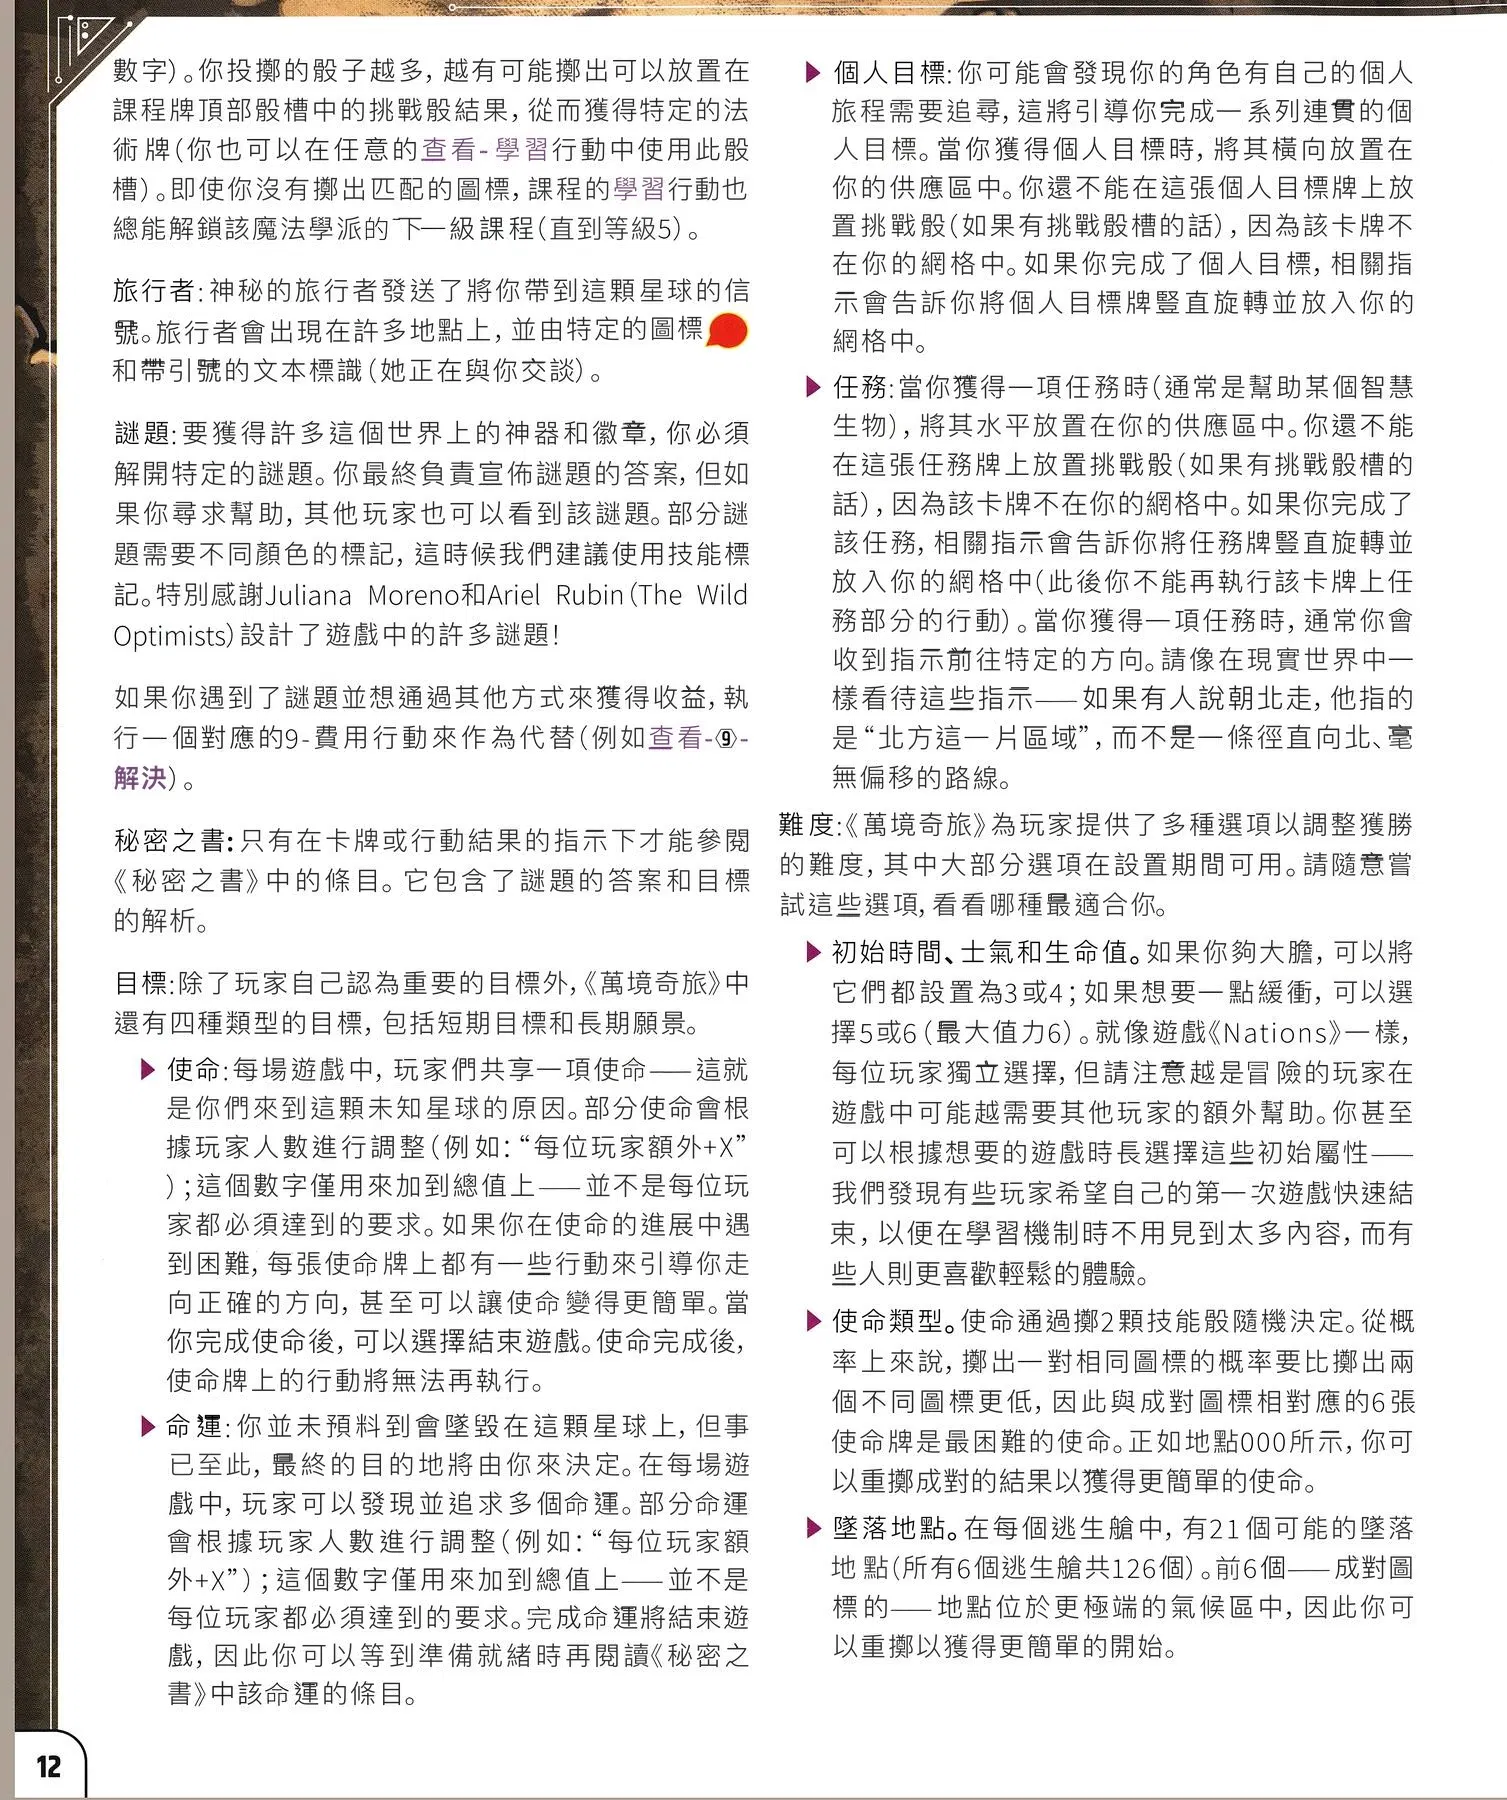 數字)。你投擲的骰子越多，越有可能擲出可以放置在
課程牌頂部骰槽中的挑戰骰結果，從而獲得特定的法
術牌(你也可以在任意的查看-學習行動中使用此骰
槽)。即使你沒有擲出匹配的圖標，課程的學習行動也
總能解鎖該魔法學派的下一級課程(直到等級5)。
旅行者:神秘的旅行者發送了將你帶到這顆星球的信
號。旅行者會出現在許多地點上，並由特定的圖標
和帶引號的文本標識(她正在與你交談)。
謎題:要獲得許多這個世界上的神器和徽章，你必須
解開特定的謎題。你最終負責宣佈謎題的答案，但如
果你尋求幫助，其他玩家也可以看到該謎題。部分謎
題需要不同顏色的標記，這時候我們建議使用技能標
記。特別感謝Juliana Moreno和Ariel Rubin(The Wild
Optimists)設計了遊戲中的許多謎題!
如果你遇到了謎題並想通過其他方式來獲得收益，執
行一個對應的9-費用行動來作為代替(例如查看-⑨-
解決)。
秘密之書:只有在卡牌或行動結果的指示下才能參閱
《秘密之書》中的條目。它包含了謎題的答案和目標
的解析。
目標:除了玩家自己認為重要的目標外，《萬境奇旅》中
還有四種類型的目標，包括短期目標和長期願景。
▶ 使命:每場遊戲中，玩家們共享一項使命——這就
是你們來到這顆未知星球的原因。部分使命會根
據玩家人數進行調整(例如：“每位玩家額外+X”
)；這個數字僅用來加到總值上——並不是每位玩
家都必須達到的要求。如果你在使命的進展中遇
到困難，每張使命牌上都有一些行動來引導你走
向正確的方向，甚至可以讓使命變得更簡單。當
你完成使命後，可以選擇結束遊戲。使命完成後，
使命牌上的行動將無法再執行。
▶ 命運:你並未預料到會墜毀在這顆星球上，但事
已至此，最終的目的地將由你來決定。在每場遊
戲中，玩家可以發現並追求多個命運。部分命運
會根據玩家人數進行調整(例如：“每位玩家額
外+X”)；這個數字僅用來加到總值上——並不是
每位玩家都必須達到的要求。完成命運將結束遊
戲，因此你可以等到準備就緒時再閱讀《秘密之
書》中該命運的條目。
12
▶ 個人目標:你可能會發現你的角色有自己的個人
旅程需要追尋，這將引導你完成一系列連貫的個
人目標。當你獲得個人目標時，將其橫向放置在
你的供應區中。你還不能在這張個人目標牌上放
置挑戰骰(如果有挑戰骰槽的話)，因為該卡牌不
在你的網格中。如果你完成了個人目標，相關指
示會告訴你將個人目標牌豎直旋轉並放入你的
網格中。
▶ 任務:當你獲得一項任務時(通常是幫助某個智慧
生物)，將其水平放置在你的供應區中。你還不能
在這張任務牌上放置挑戰骰(如果有挑戰骰槽的
話)，因為該卡牌不在你的網格中。如果你完成了
該任務，相關指示會告訴你將任務牌豎直旋轉並
放入你的網格中(此後你不能再執行該卡牌上任
務部分的行動)。當你獲得一項任務時，通常你會
收到指示前往特定的方向。請像在現實世界中一
樣看待這些指示——如果有人說朝北走，他指的
是“北方這一片區域”，而不是一條徑直向北、毫
無偏移的路線。
難度:《萬境奇旅》為玩家提供了多種選項以調整獲勝
的難度，其中大部分選項在設置期間可用。請隨意嘗
試這些選項，看看哪種最適合你。
▶ 初始時間、士氣和生命值。如果你夠大膽，可以將
它們都設置為3或4；如果想要一點緩衝，可以選
擇5或6(最大值力6)。就像遊戲《Nations》一樣，
每位玩家獨立選擇，但請注意越是冒險的玩家在
遊戲中可能越需要其他玩家的額外幫助。你甚至
可以根據想要的遊戲時長選擇這些初始屬性——
我們發現有些玩家希望自己的第一次遊戲快速結
束，以便在學習機制時不用見到太多內容，而有
些人則更喜歡輕鬆的體驗。
▶ 使命類型。使命通過擲2顆技能骰隨機決定。從概
率上來說，擲出一對相同圖標的概率要比擲出兩
個不同圖標更低，因此與成對圖標相對應的6張
使命牌是最困難的使命。正如地點000所示，你可
以重擲成對的結果以獲得更簡單的使命。
▶ 墜落地點。在每個逃生艙中，有21個可能的墜落
地點(所有6個逃生艙共126個)。前6個——成對圖
標的——地點位於更極端的氣候區中，因此你可
以重擲以獲得更簡單的開始。